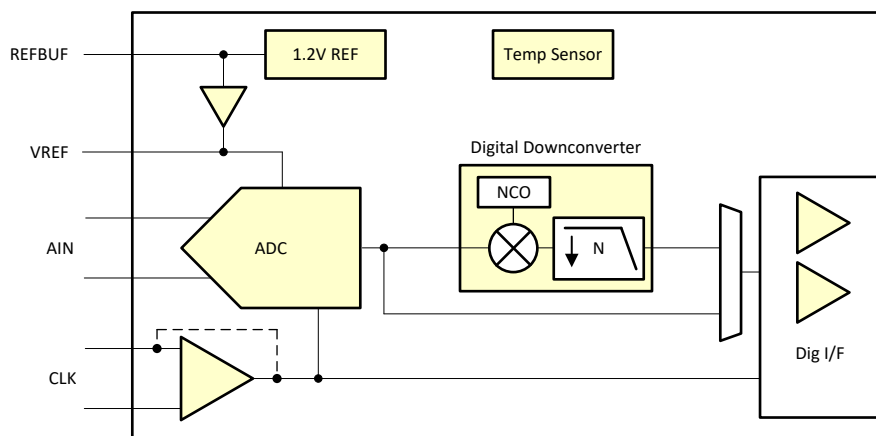 REFBUF
1.2V REF
Temp Sensor
VREF
Digital Downconverter
NCO
AIN
ADC
N
Dig I/F
CLK